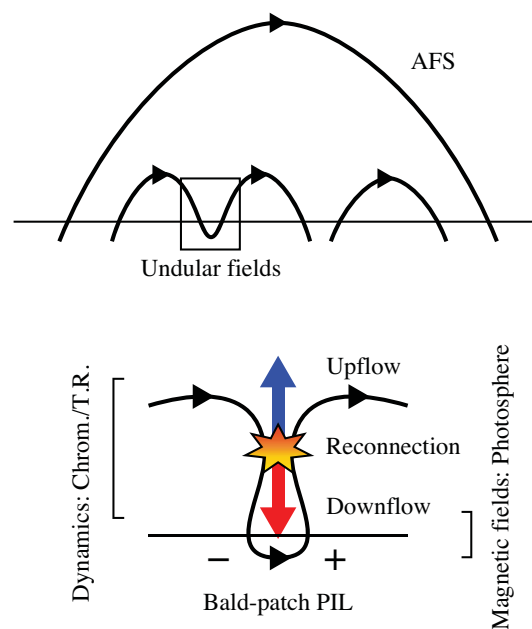 AFS
Undular fields
Upflow
Reconnection
Downflow
Dynamics: Chrom./T.R.
Magnetic fields: Photosphere
− +
Bald-patch PIL